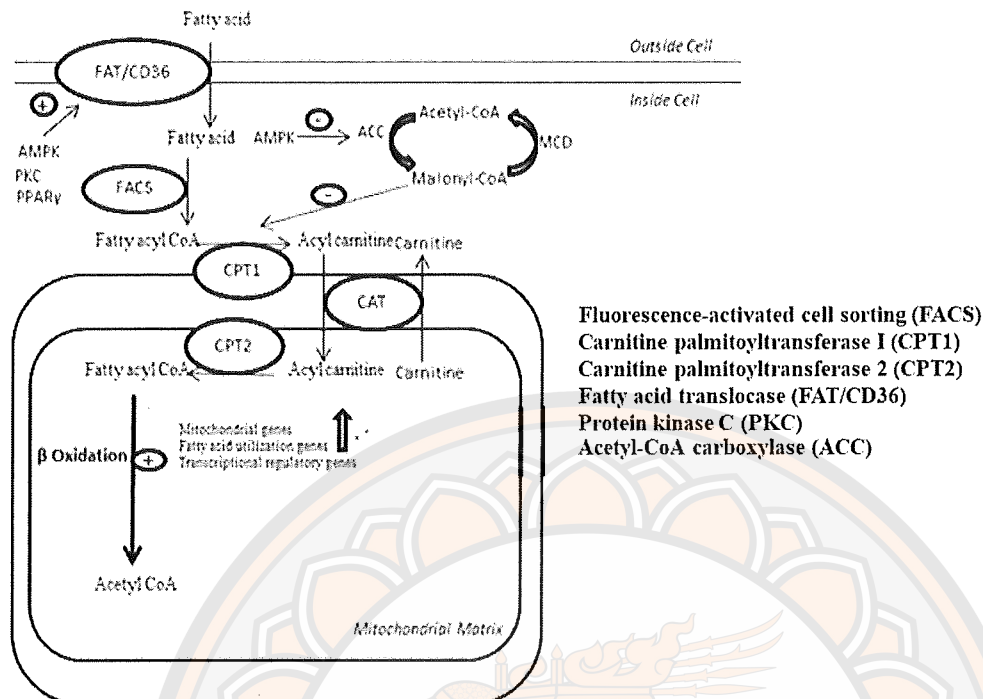 Fatty acid
Outside Cell
FAT/CD36
Inside Cell
+
AMPK
PKC
PPARγ
Fatty acid
AMPK
-
ACC
Acetyl-CoA
MCD
Malonyl-CoA
FACS
-
Fatty acyl CoA
Acyl carnitine
Carnitine
CPT1
CAT
CPT2
Fatty acyl CoA
Acyl carnitine
Carnitine
β Oxidation
+
Mitochondrial genes
Fatty acid utilization genes
Transcriptional regulatory genes
Acetyl CoA
Mitochondrial Matrix
Fluorescence-activated cell sorting (FACS)
Carnitine palmitoyltransferase I (CPT1)
Carnitine palmitoyltransferase 2 (CPT2)
Fatty acid translocase (FAT/CD36)
Protein kinase C (PKC)
Acetyl-CoA carboxylase (ACC)